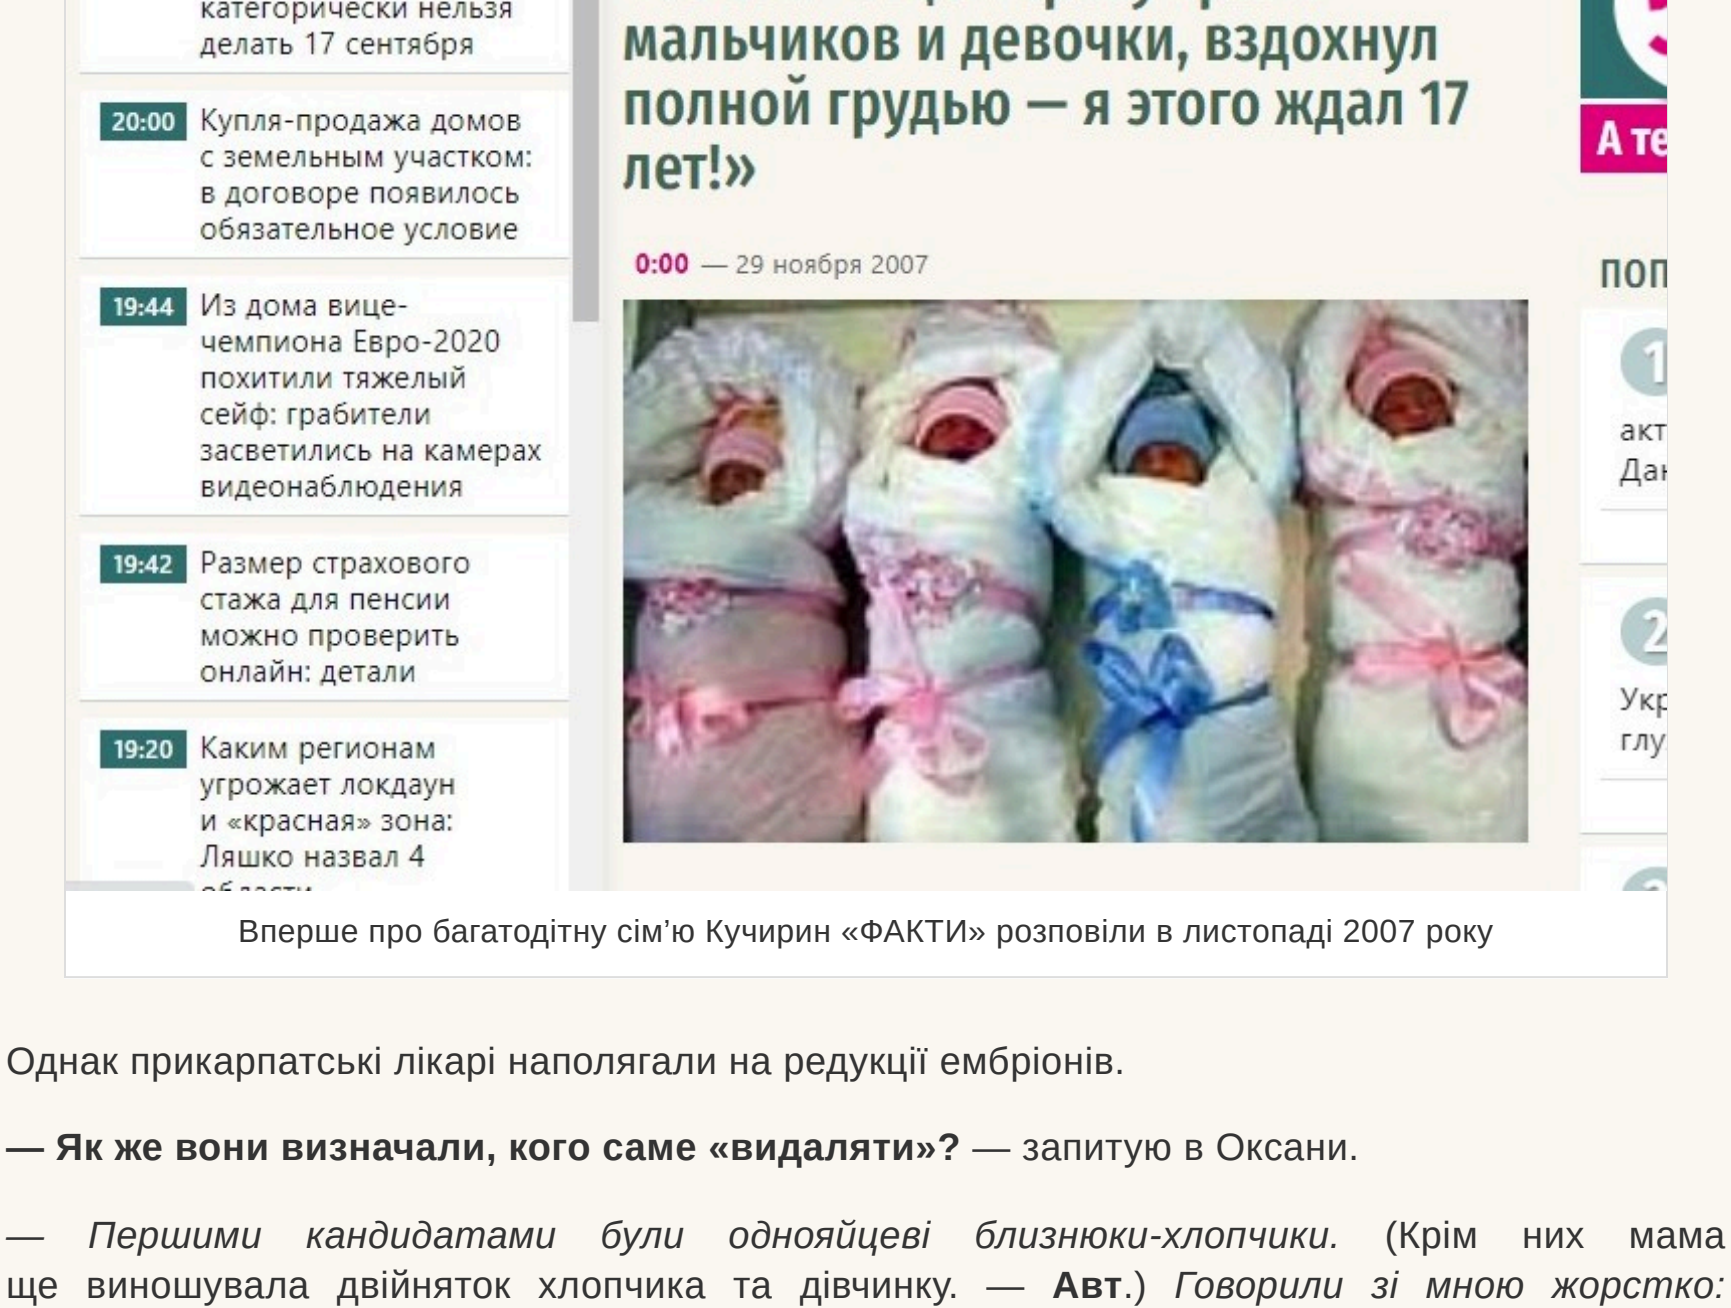 категорически нельзя
делать 17 сентября
20:00 Купля-продажа домов
с земельным участком:
в договоре появилось
обязательное условие
19:44 Из дома вице-
чемпиона Евро-2020
похитили тяжелый
сейф: грабители
засветились на камерах
видеонаблюдения
19:42 Размер страхового
стажа для пенсии
можно проверить
онлайн: детали
19:20 Каким регионам
угрожает локдаун
и «красная» зона:
Ляшко назвал 4
области
мальчиков и девочки, вздохнул
полной грудью — я этого ждал 17
лет!»
0:00 — 29 ноября 2007
А те
поп
1
акт
2
Укр
глу
Вперше про багатодітну сім’ю Кучирин «ФАКТИ» розповіли в листопаді 2007 року
Однак прикарпатські лікарі наполягали на редукції ембріонів.
— Як же вони визначали, кого саме «видаляти»? — запитую в Оксани.
— Першими кандидатами були однояйцеві близнюки-хлопчики. (Крім них мама
ще виношувала двійняток хлопчика та дівчинку. — Авт.) Говорили зі мною жорстко: